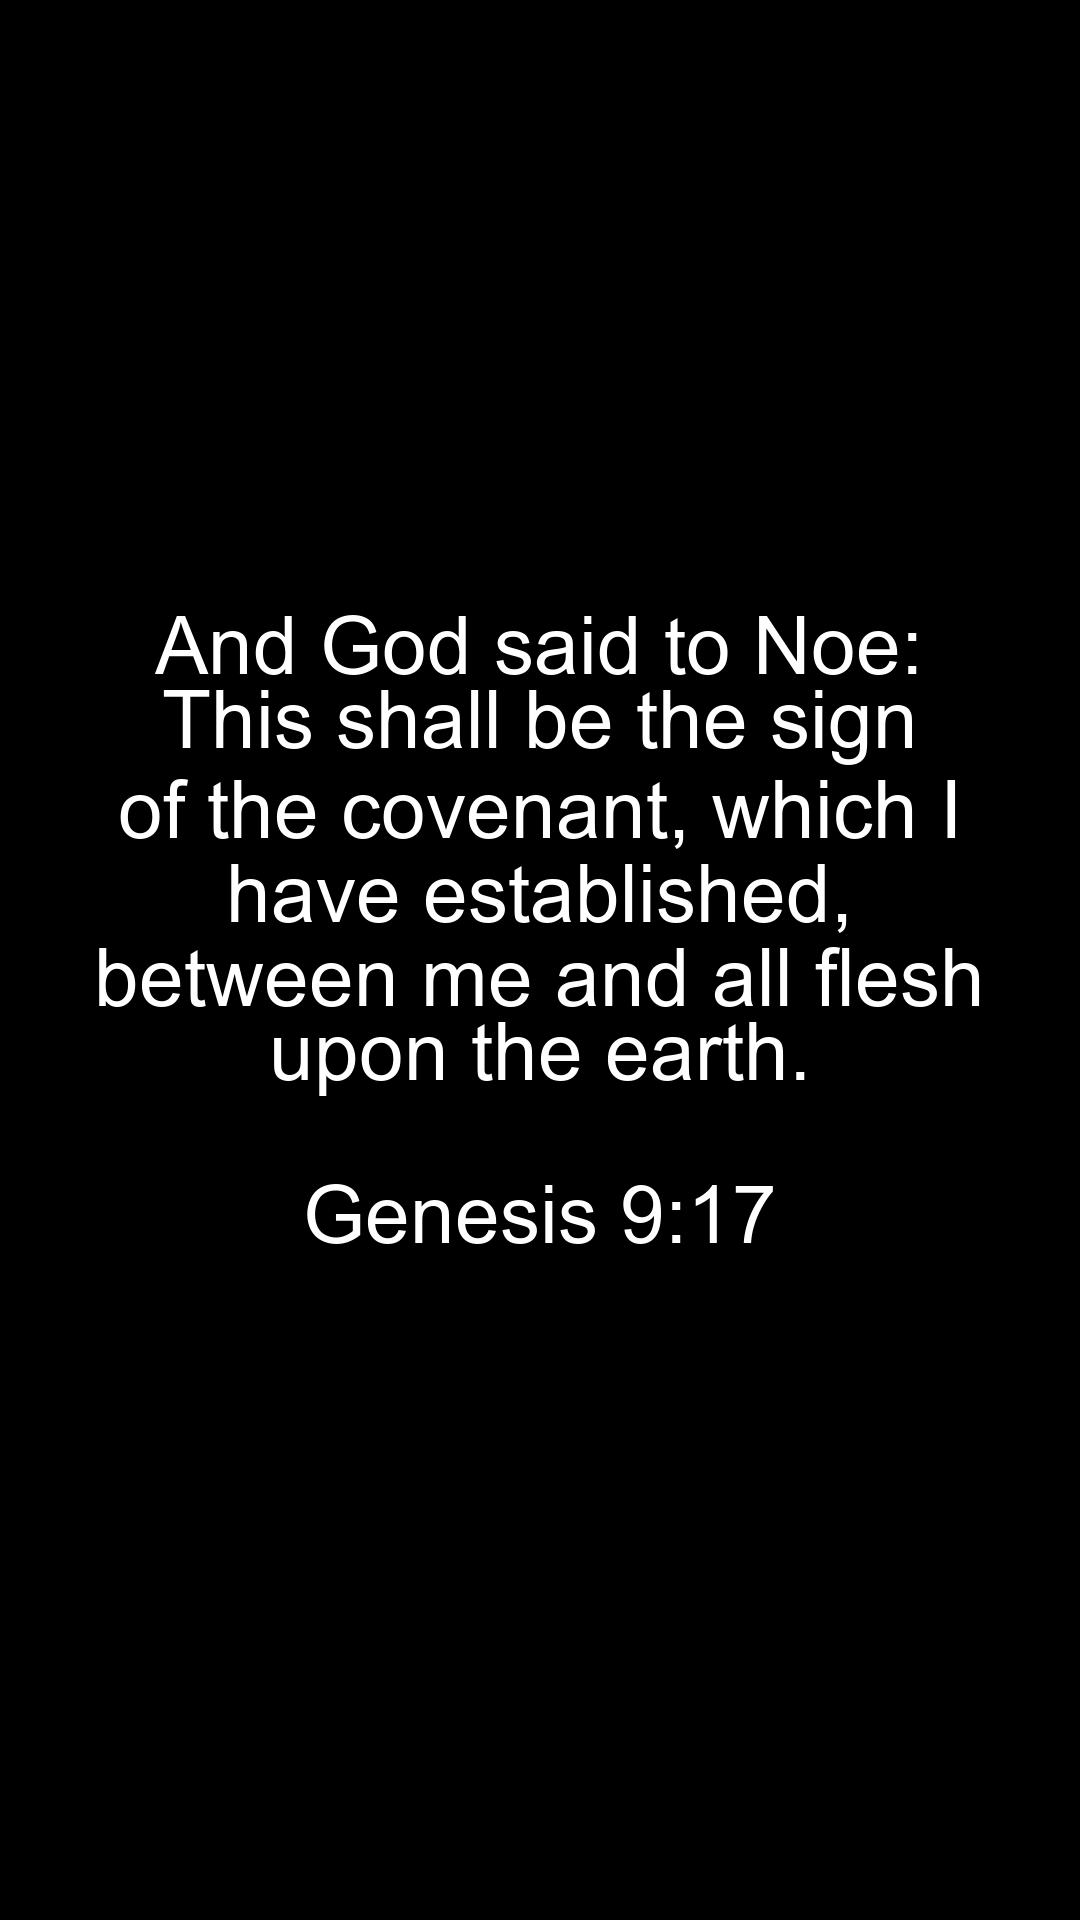 And God said to Noe:
This shall be the sign
of the covenant, which I
have established,
between me and all flesh
upon the earth.
Genesis 9:17